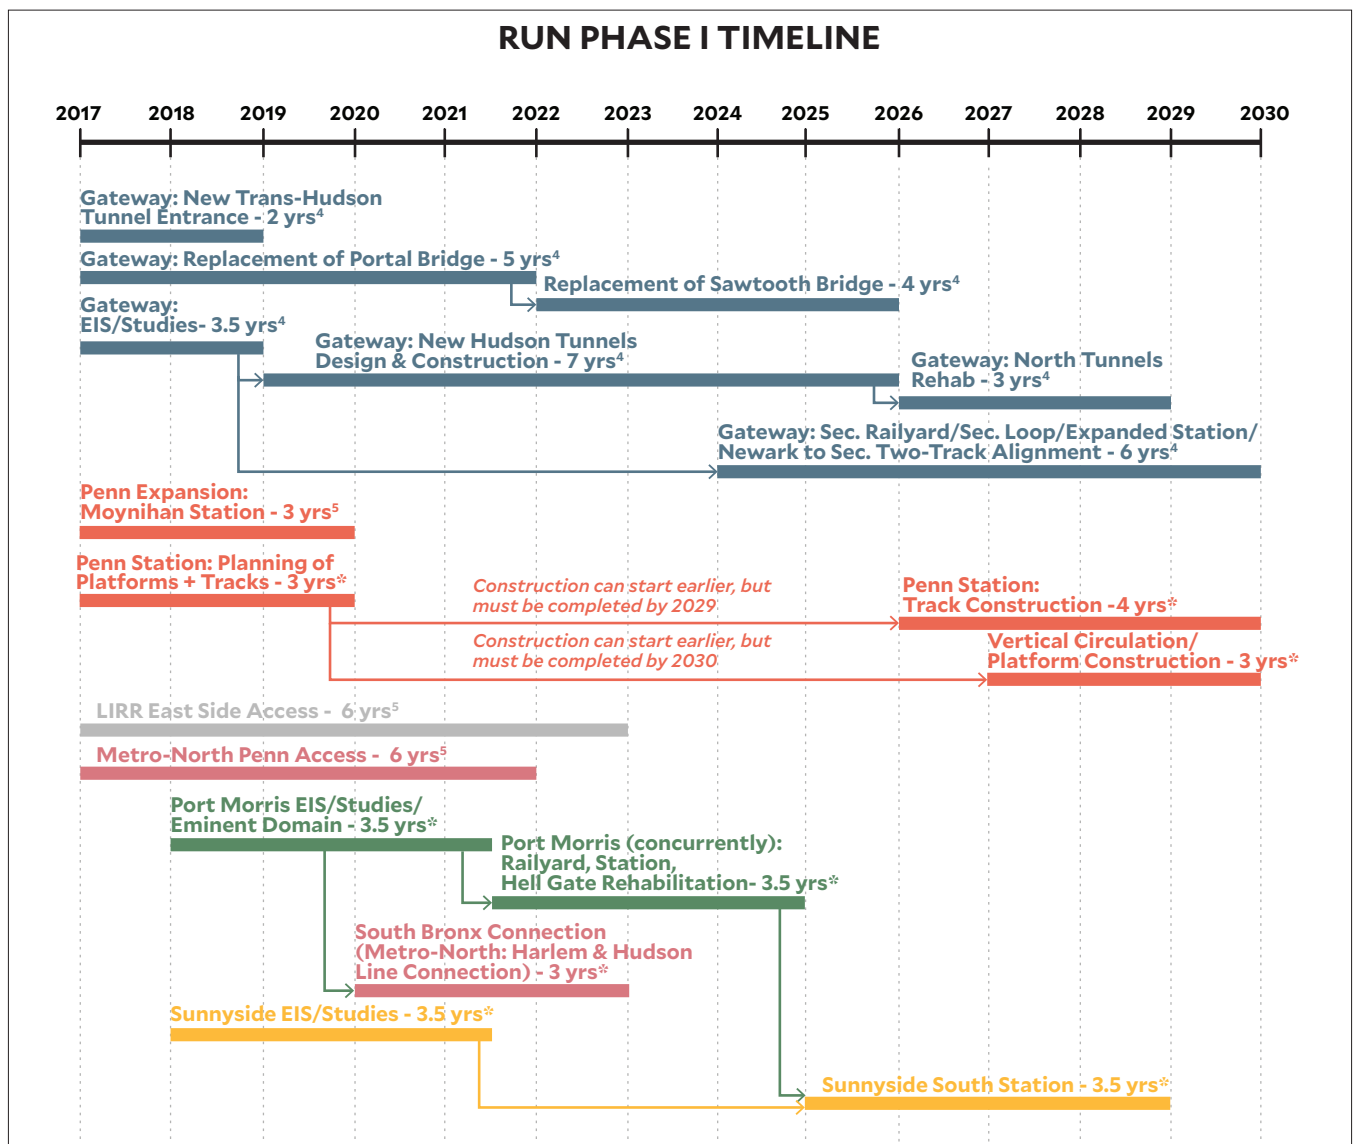 RUN PHASE I TIMELINE
2017 2018 2019 2020 2021 2022 2023 2024 2025 2026 2027 2028 2029 2030
Gateway: New Trans-Hudson
Tunnel Entrance - 2 yrs⁴
Gateway: Replacement of Portal Bridge - 5 yrs⁴
Replacement of Sawtooth Bridge - 4 yrs⁴
Gateway:
EIS/Studies- 3.5 yrs⁴
Gateway: New Hudson Tunnels
Design & Construction - 7 yrs⁴
Gateway: North Tunnels
Rehab - 3 yrs⁴
Gateway: Sec. Railyard/Sec. Loop/Expanded Station/
Newark to Sec. Two-Track Alignment - 6 yrs⁴
Penn Expansion:
Moynihan Station - 3 yrs⁵
Penn Station: Planning of
Platforms + Tracks - 3 yrs*
Construction can start earlier, but
must be completed by 2029
Penn Station:
Track Construction -4 yrs*
Construction can start earlier, but
must be completed by 2030
Vertical Circulation/
Platform Construction - 3 yrs*
LIRR East Side Access - 6 yrs⁵
Metro-North Penn Access - 6 yrs⁵
Port Morris EIS/Studies/
Eminent Domain - 3.5 yrs*
Port Morris (concurrently):
Railyard, Station,
Hell Gate Rehabilitation- 3.5 yrs*
South Bronx Connection
(Metro-North: Harlem & Hudson
Line Connection) - 3 yrs*
Sunnyside EIS/Studies - 3.5 yrs*
Sunnyside South Station - 3.5 yrs*